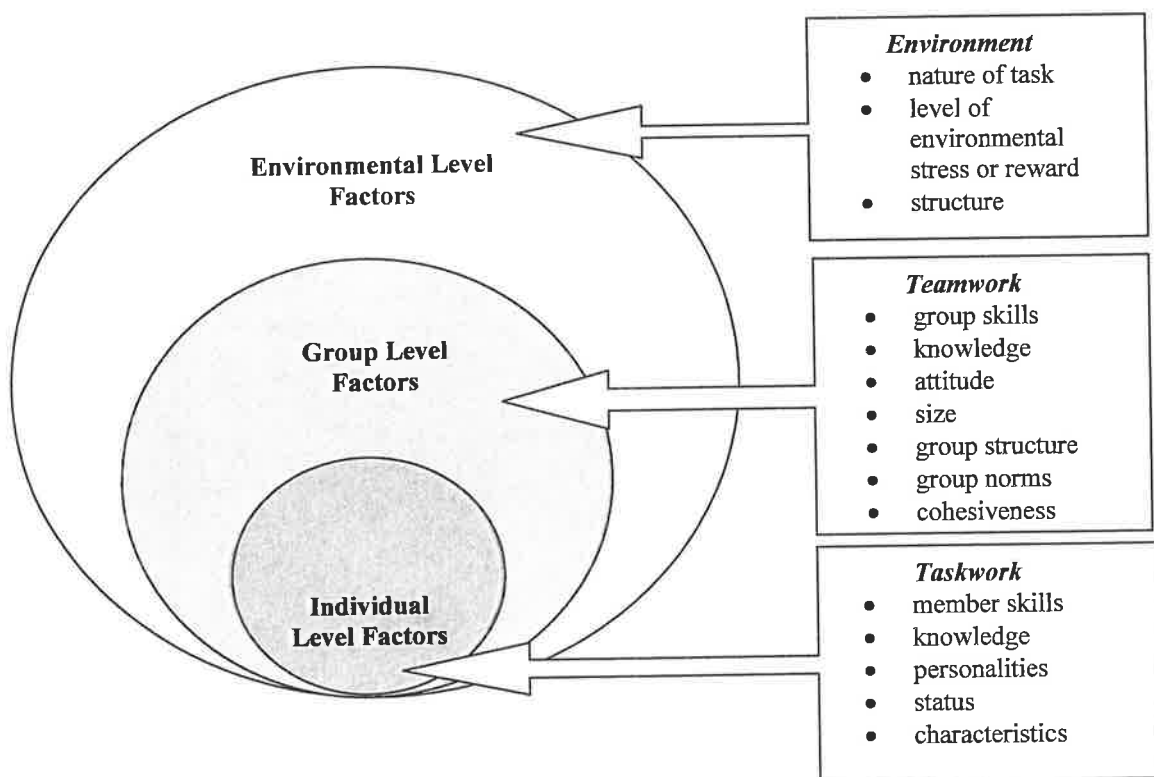 Environmental Level
Factors
Group Level
Factors
Individual
Level Factors
Environment
• nature of task
• level of
environmental
stress or reward
• structure
Teamwork
• group skills
• knowledge
• attitude
• size
• group structure
• group norms
• cohesiveness
Taskwork
• member skills
• knowledge
• personalities
• status
• characteristics